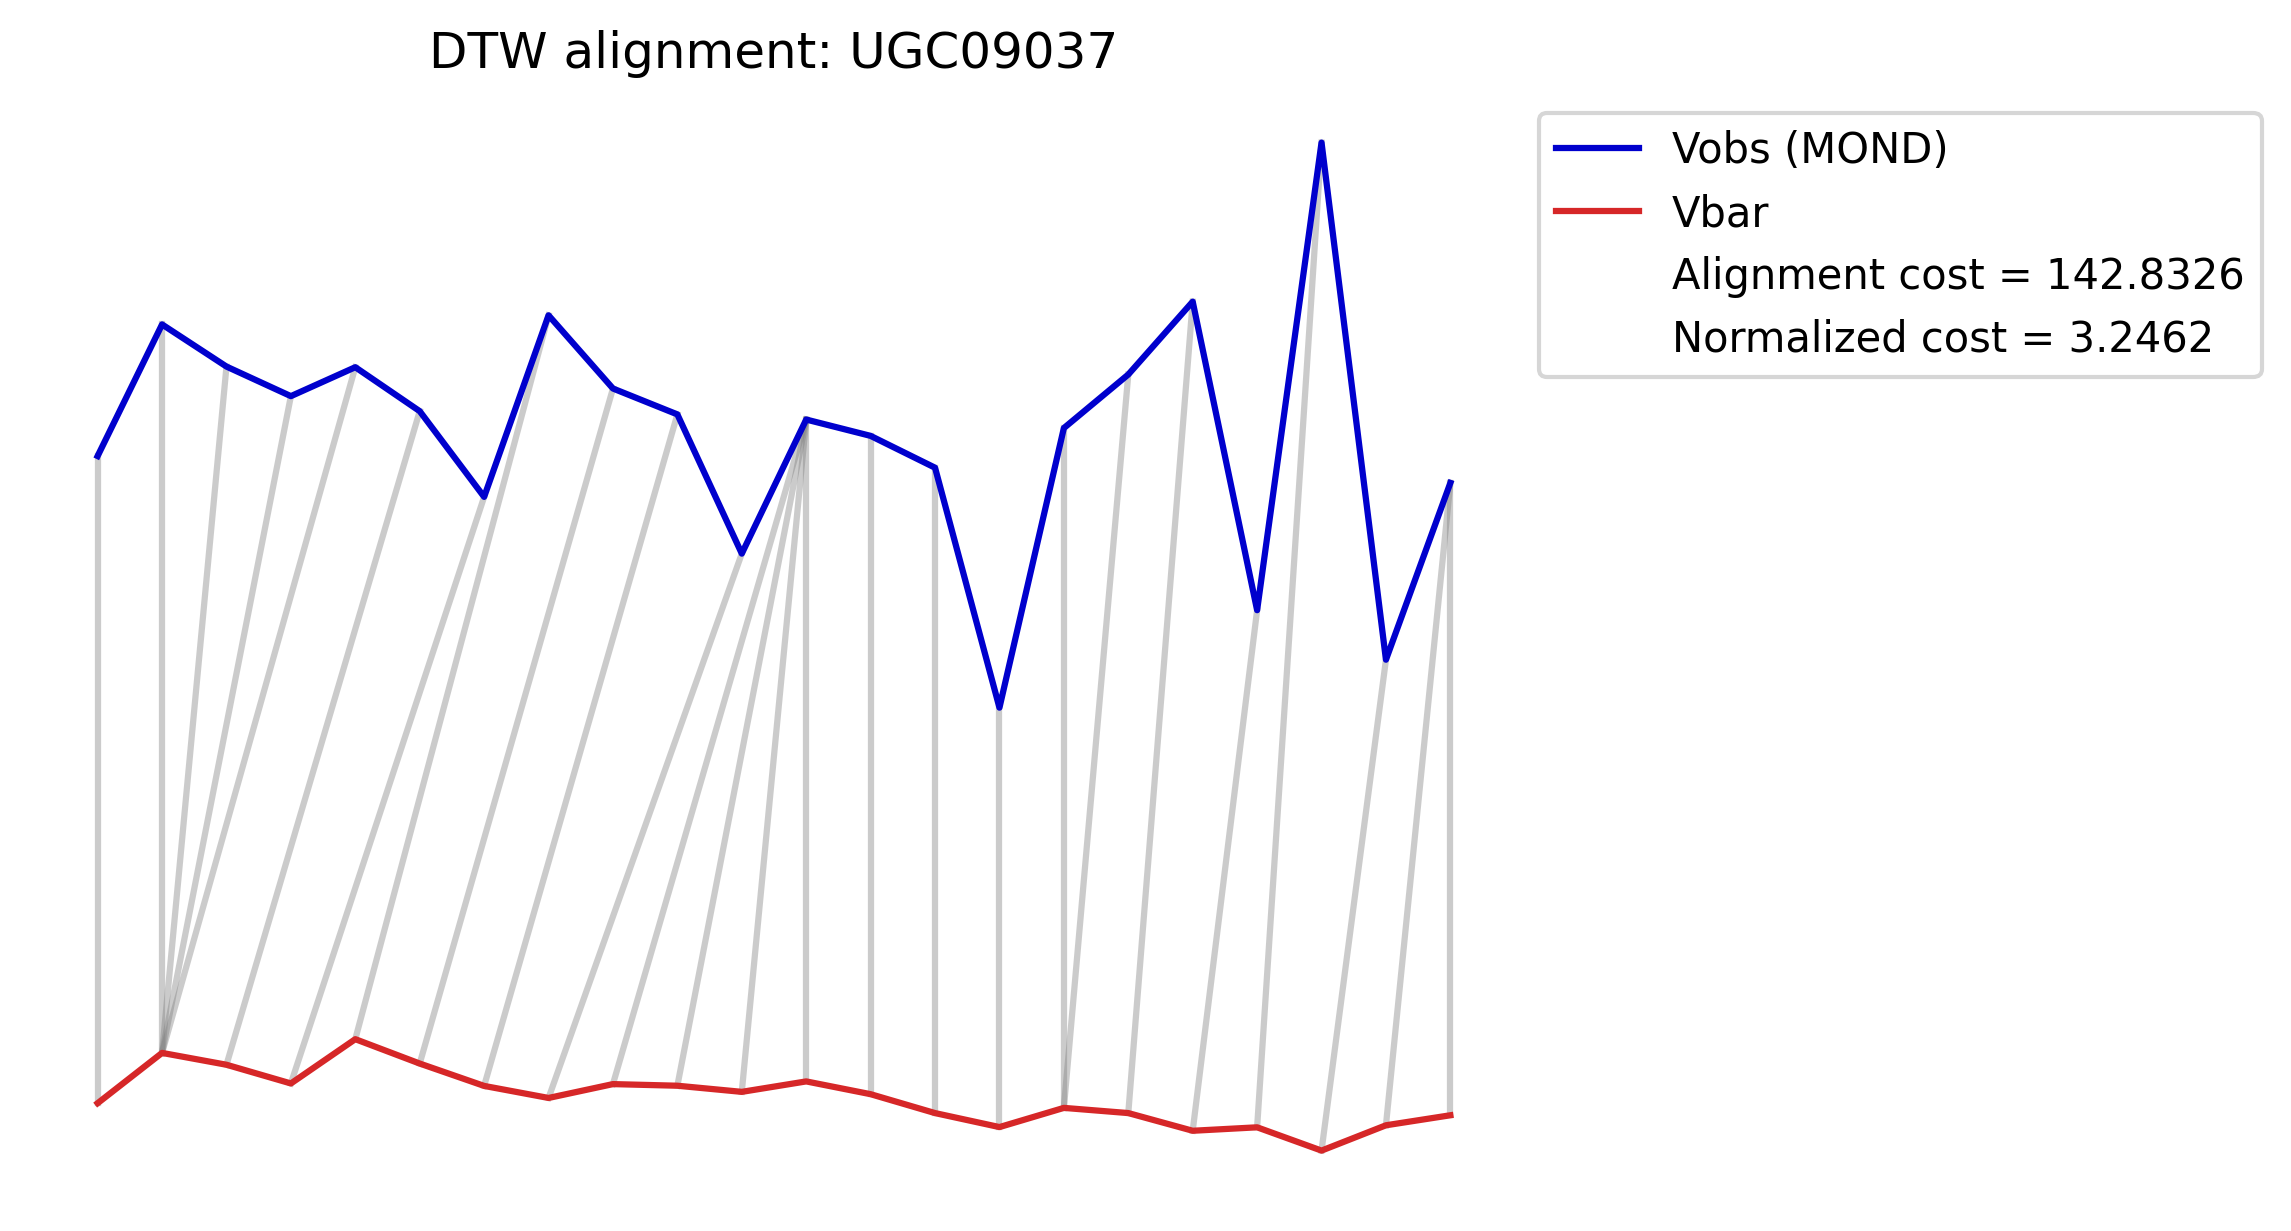 DTW alignment: UGC09037
Vobs (MOND)
Vbar
Alignment cost = 142.8326
Normalized cost = 3.2462